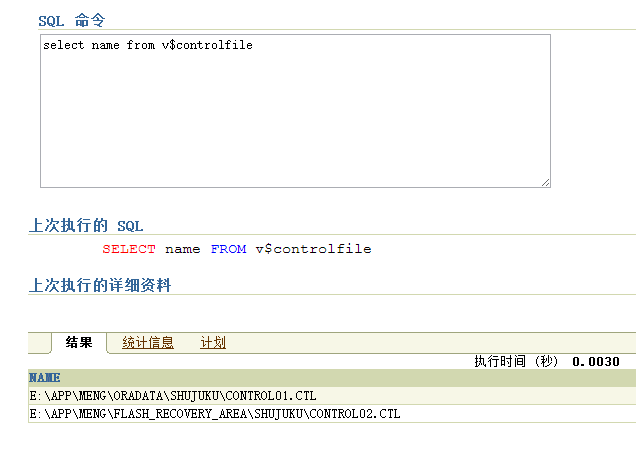 SQL 命令
select name from v$controlfile
上次执行的 SQL
SELECT name FROM v$controlfile
上次执行的详细资料
结果 统计信息 计划
执行时间 (秒) 0.0030
NAME
E:\APP\MENG\ORADATA\SHUJUKU\CONTROL01.CTL
E:\APP\MENG\FLASH_RECOVERY_AREA\SHUJUKU\CONTROL02.CTL